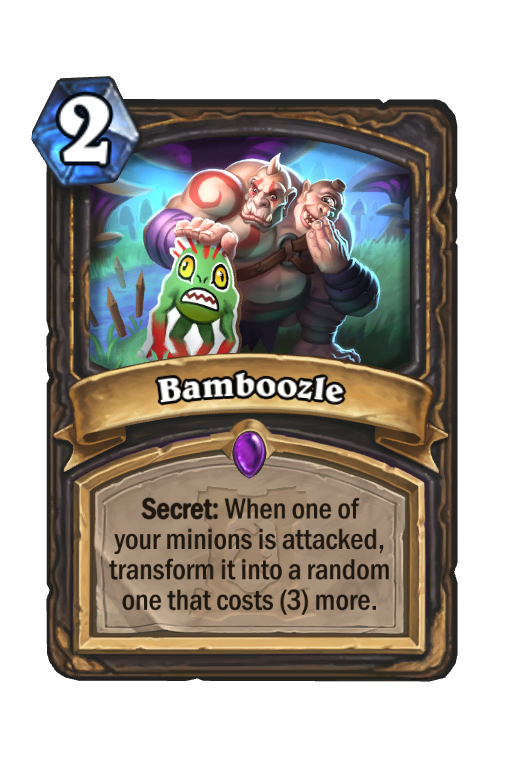 2
Bamboozle
Secret: When one of
your minions is attacked,
transform it into a random
one that costs (3) more.